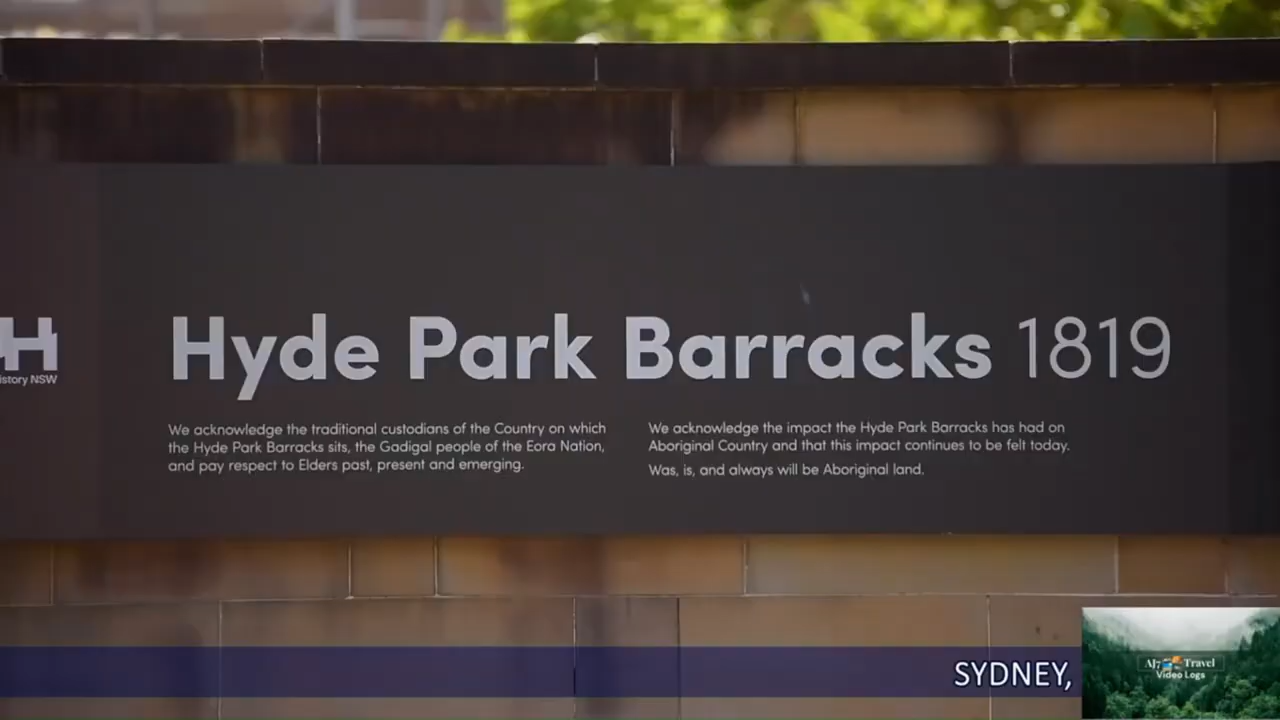 H
istory NSW
Hyde Park Barracks 1819
We acknowledge the traditional custodians of the Country on which
the Hyde Park Barracks sits, the Gadigal people of the Eora Nation,
and pay respect to Elders past, present and emerging.
We acknowledge the impact the Hyde Park Barracks has had on
Aboriginal Country and that this impact continues to be felt today.
Was, is, and always will be Aboriginal land.
SYDNEY,
AJ7 Travel
Video Logs